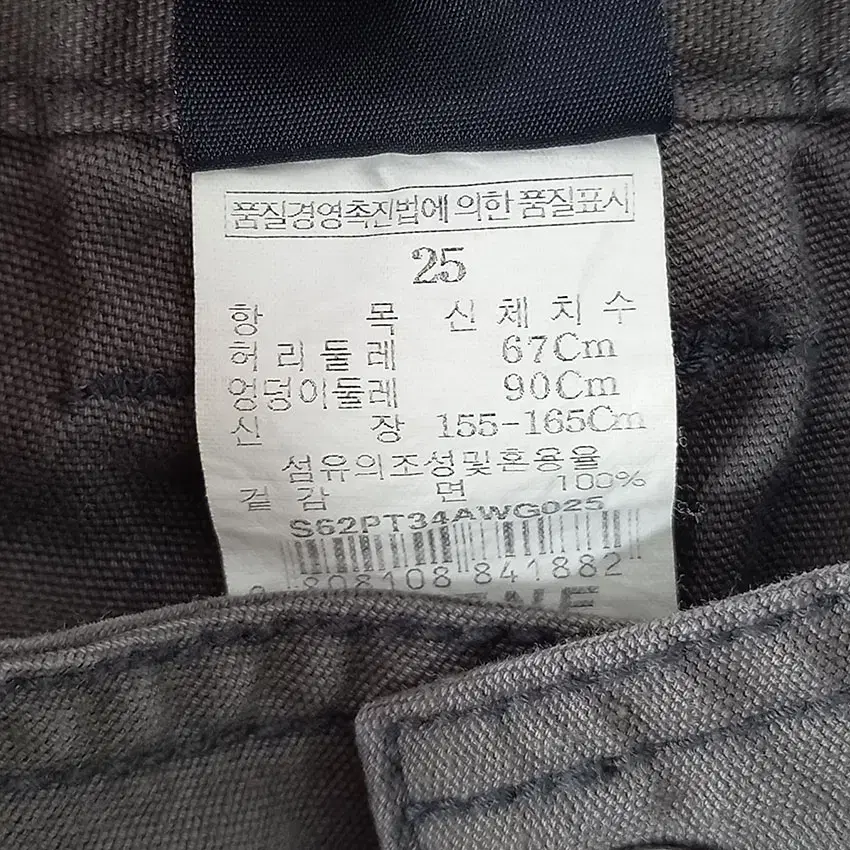 품질경영촉진법에 의한 품질표시
25
항 목 신 체 치 수
허리둘레 67Cm
엉덩이둘레 90Cm
신 장 155-165Cm
섬유의조성및혼용율
겉 감 면 100%
S62PT34AWG025
808108 841882